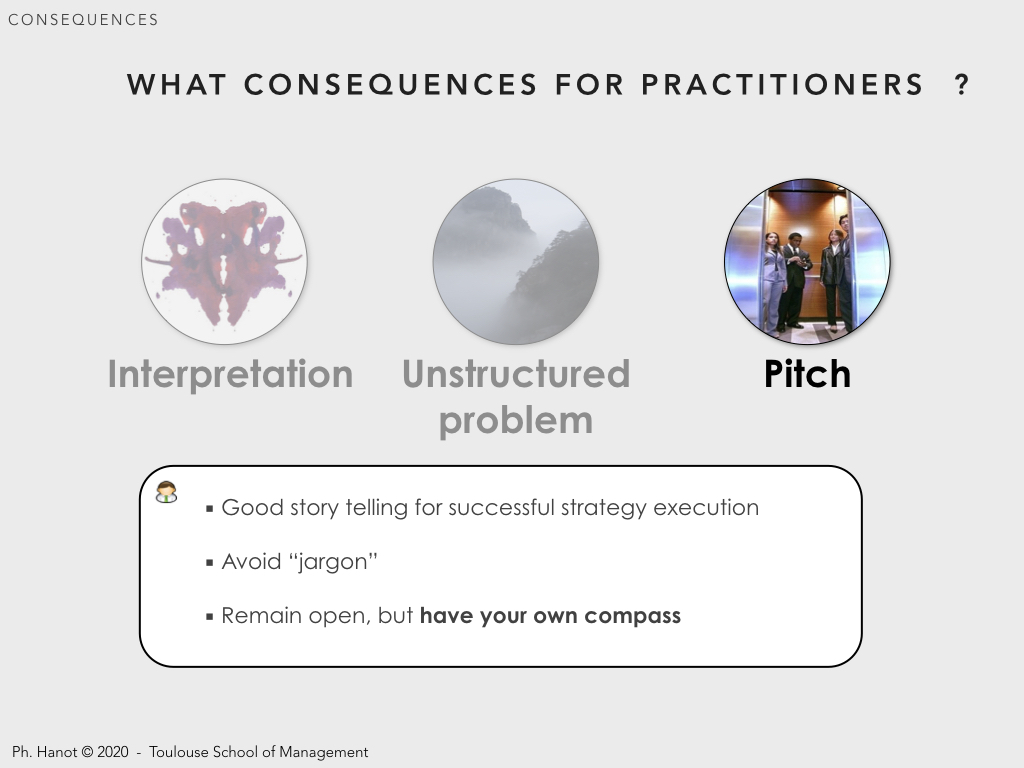 CONSEQUENCES
WHAT CONSEQUENCES FOR PRACTITIONERS ?
Interpretation
Unstructured
problem
Pitch
▪ Good story telling for successful strategy execution
▪ Avoid “jargon”
▪ Remain open, but have your own compass
Ph. Hanot © 2020 - Toulouse School of Management